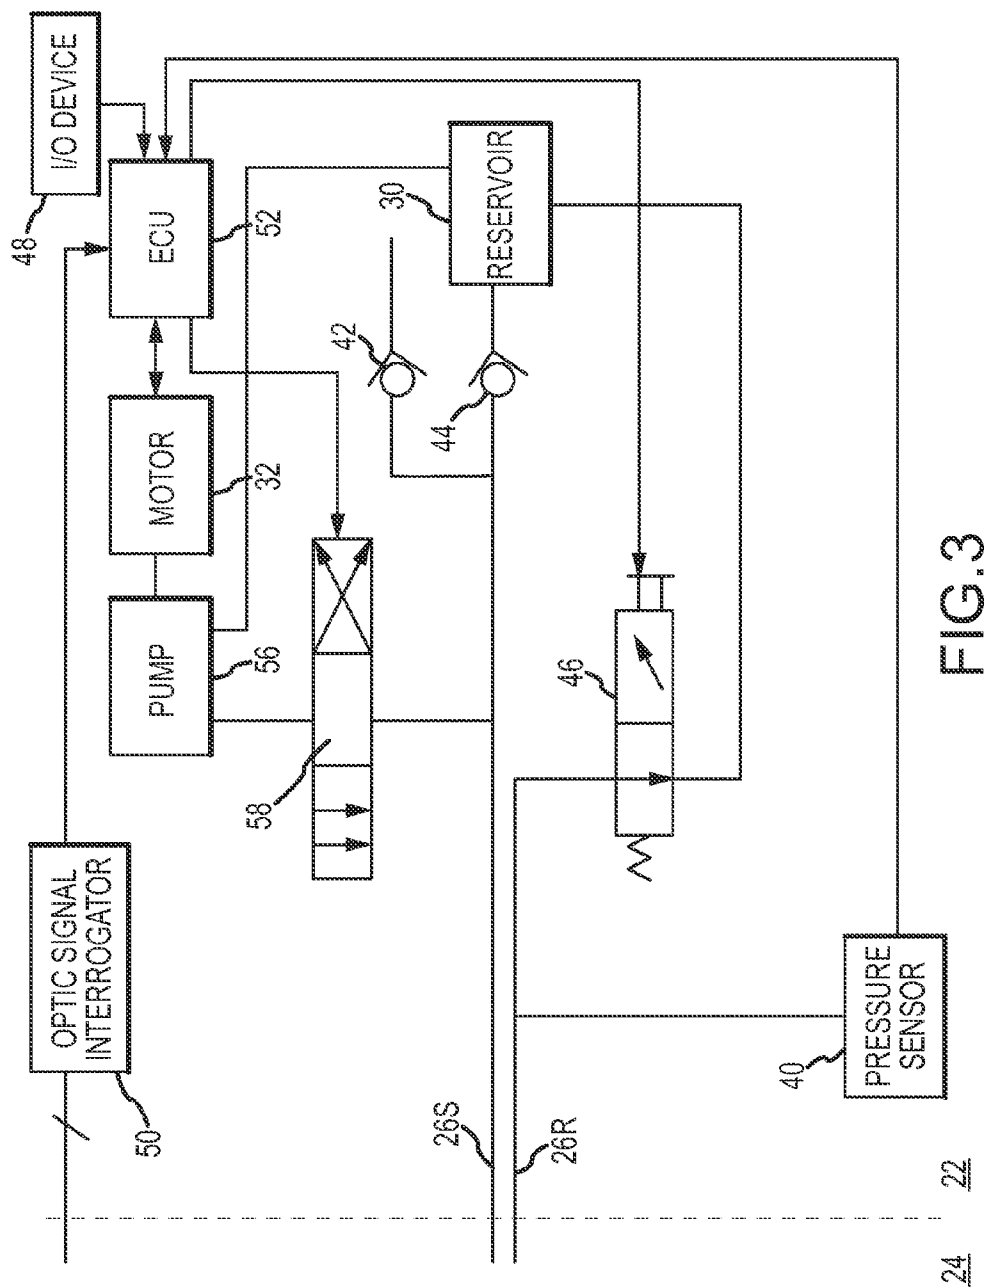 I/O DEVICE
48
ECU
52
MOTOR
32
PUMP
56
58
42
44
30
RESERVOIR
46
OPTIC SIGNAL
INTERROGATOR
50
26S
26R
40
PRESSURE
SENSOR
22
24
FIG.3